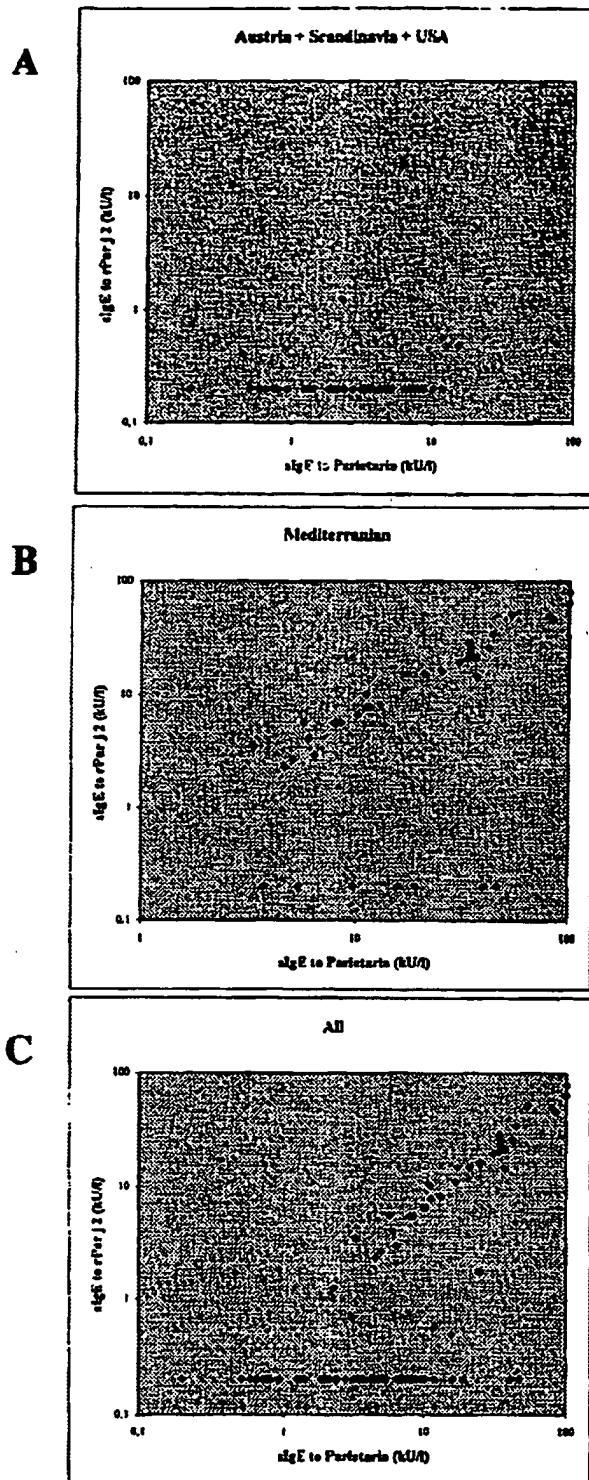 A
Austria + Scandinavia + USA
100
10
1
0,1
sIgE to rPar j 2 (kU/l)
0,1 1 10 100
sIgE to Parietaria (kU/l)
B
Mediterranian
100
10
1
0.1
sIgE to rPar j 2 (kU/l)
1 10 100
sIgE to Parietaria (kU/l)
C
All
100
10
1
0,1
sIgE to rPar j 2 (kU/l)
0,1 1 10 100
sIgE to Parietaria (kU/l)